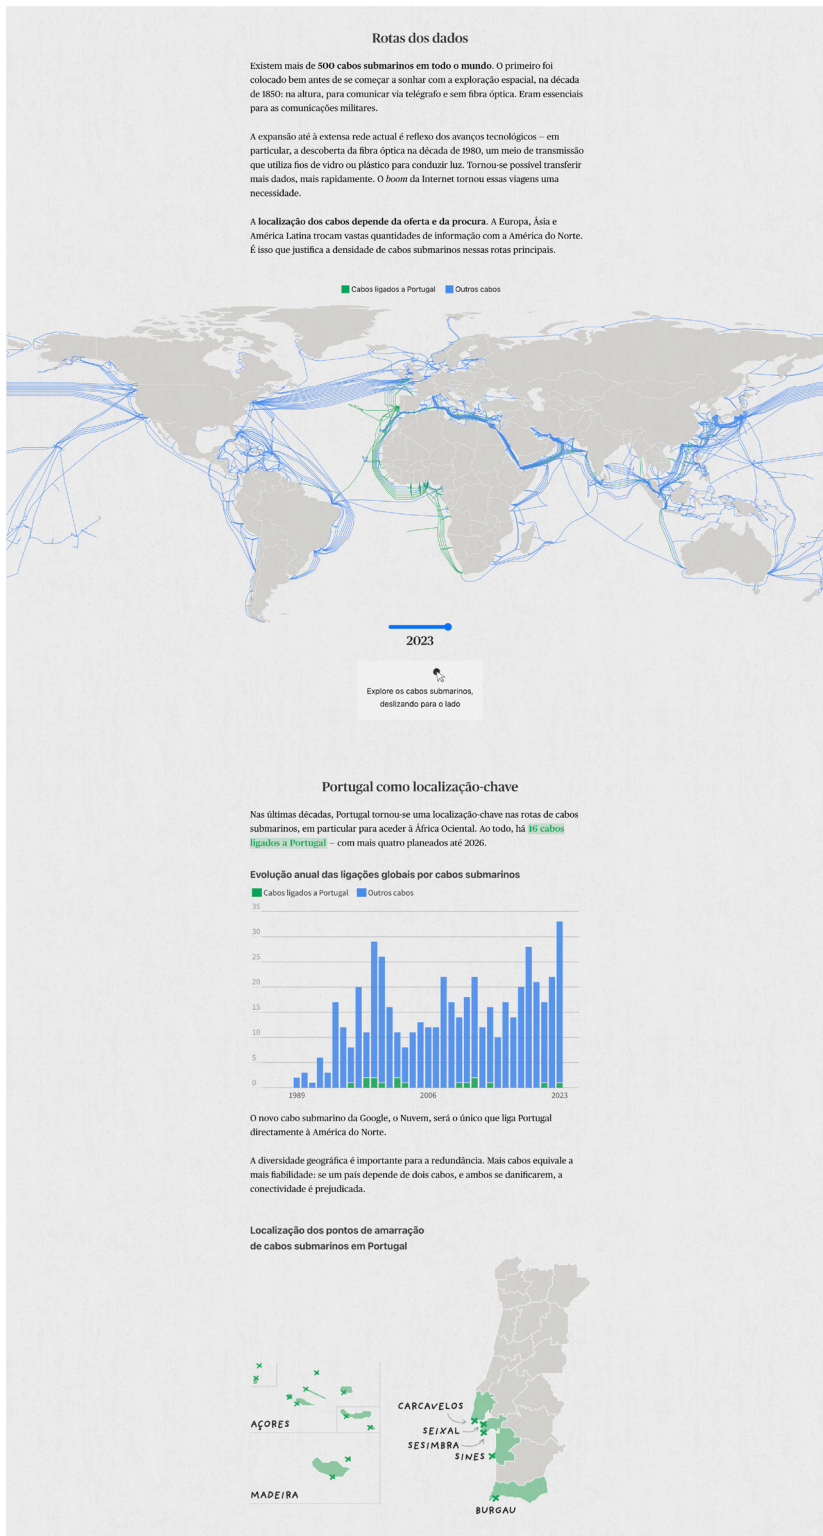 Rotas dos dados
Existem mais de 500 cabos submarinos em todo o mundo. O primeiro foi
colocado bem antes de se começar a sonhar com a exploração espacial, na década
de 1850: na altura, para comunicar via telégrafo e sem fibra óptica. Eram essenciais
para as comunicações militares.
A expansão até à extensa rede actual é reflexo dos avanços tecnológicos — em
particular, a descoberta da fibra óptica na década de 1980, um meio de transmissão
que utiliza fios de vidro ou plástico para conduzir luz. Tornou-se possível transferir
mais dados, mais rapidamente. O boom da Internet tornou essas viagens uma
necessidade.
A localização dos cabos depende da oferta e da procura. A Europa, Ásia e
América Latina trocam vastas quantidades de informação com a América do Norte.
É isso que justifica a densidade de cabos submarinos nessas rotas principais.
Cabos ligados a Portugal Outros cabos
2023
Explore os cabos submarinos,
deslizando para o lado
Portugal como localização-chave
Nas últimas décadas, Portugal tornou-se uma localização-chave nas rotas de cabos
submarinos, em particular para aceder à África Ociental. Ao todo, há 16 cabos
ligados a Portugal — com mais quatro planeados até 2026.
Evolução anual das ligações globais por cabos submarinos
Cabos ligados a Portugal Outros cabos
35
30
25
20
15
10
5
0
1989 2006 2023
O novo cabo submarino da Google, o Nuvem, será o único que liga Portugal
directamente à América do Norte.
A diversidade geográfica é importante para a redundância. Mais cabos equivale a
mais fiabilidade: se um país depende de dois cabos, e ambos se danificarem, a
conectividade é prejudicada.
Localização dos pontos de amarração
de cabos submarinos em Portugal
CARCAVELOS
AÇORES
SEIXAL
SESIMBRA
SINES
MADEIRA
BURGAU